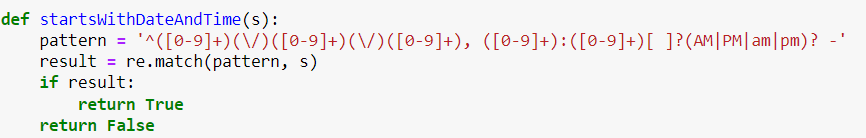 def startsWithDateAndTime(s):
    pattern = '^([0-9]+)(\/)([0-9]+)(\/)([0-9]+), ([0-9]+):([0-9]+)[ ]?(AM|PM|am|pm)? -'
    result = re.match(pattern, s)
    if result:
        return True
    return False